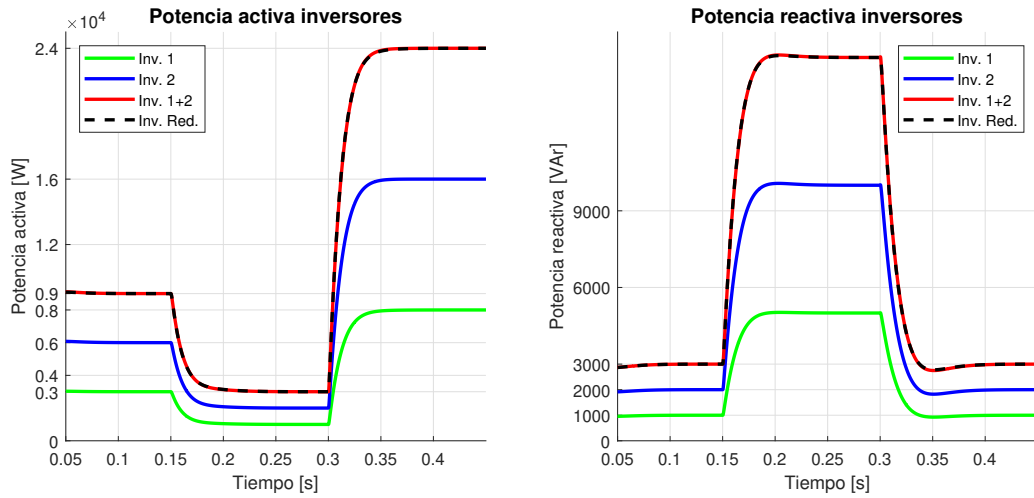 Potencia activa inversores
×10⁴
2.4
1.6
1.2
0.9
0.8
0.6
0.4
0.3
0
Potencia activa [W]
Inv. 1
Inv. 2
Inv. 1+2
Inv. Red.
0.05 0.1 0.15 0.2 0.25 0.3 0.35 0.4
Tiempo [s]
Potencia reactiva inversores
9000
6000
3000
2000
1000
0
Potencia reactiva [VAr]
Inv. 1
Inv. 2
Inv. 1+2
Inv. Red.
0.05 0.1 0.15 0.2 0.25 0.3 0.35 0.4
Tiempo [s]